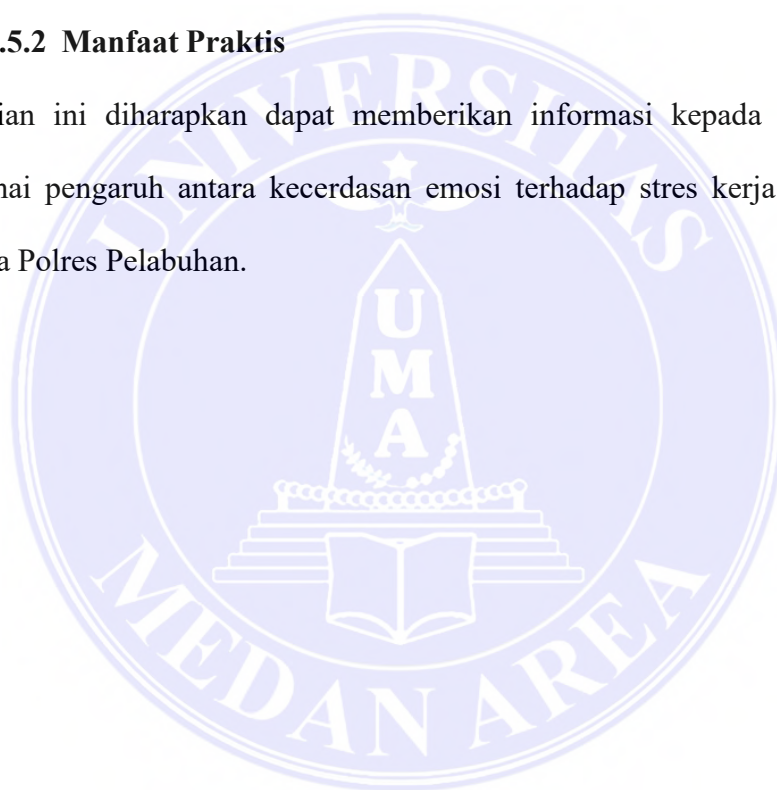 .5.2 Manfaat Praktis
ian ini diharapkan dapat memberikan informasi kepada
nai pengaruh antara kecerdasan emosi terhadap stres kerja
a Polres Pelabuhan.
UNIVERSITAS
U
M
A
MEDAN AREA